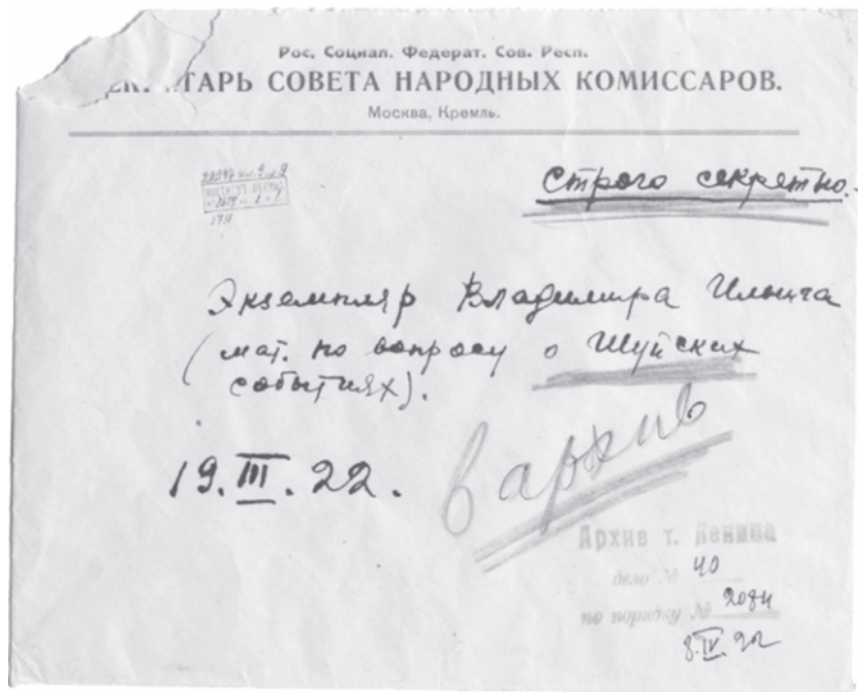 Рос. Социал. Федерат. Сов. Респ.
СЕКРЕТАРЬ СОВЕТА НАРОДНЫХ КОМИССАРОВ.
Москва, Кремль.
Строго секретно.
Экземпляр Владимира Ильича
(мат. по вопросу о Шуйских
событиях).
19.III.22.
В архив
Архив т. Ленина
дело № 40
по порядку № 2084
8.IV.22